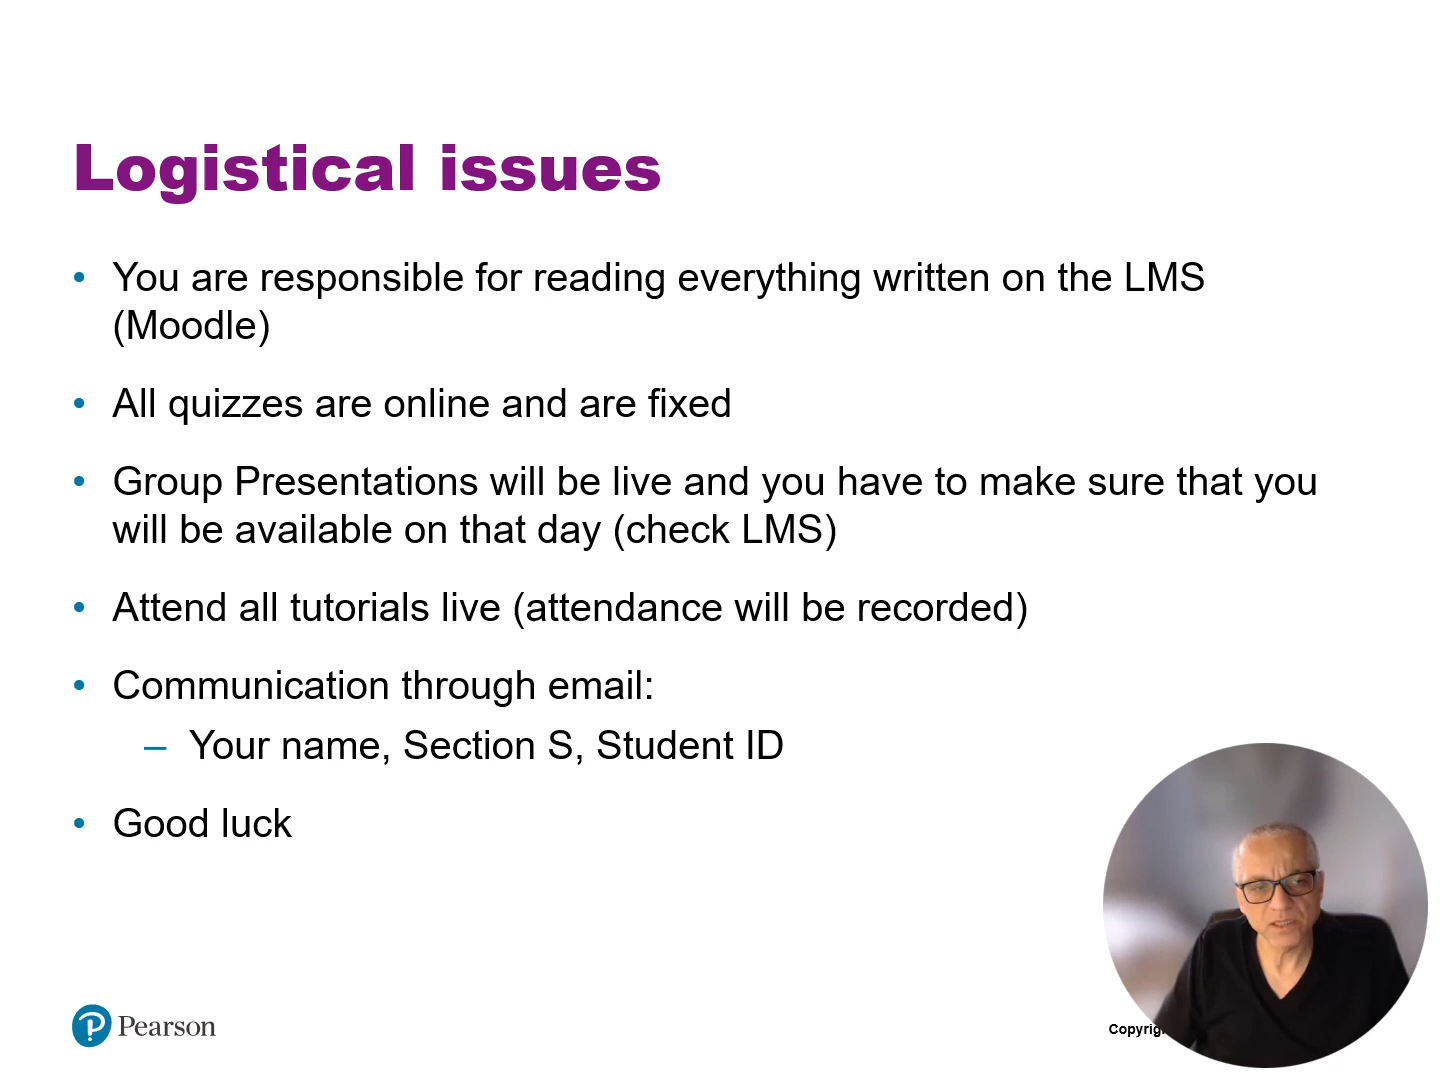 Logistical issues
• You are responsible for reading everything written on the LMS
(Moodle)
• All quizzes are online and are fixed
• Group Presentations will be live and you have to make sure that you
will be available on that day (check LMS)
• Attend all tutorials live (attendance will be recorded)
• Communication through email:
– Your name, Section S, Student ID
• Good luck
Pearson